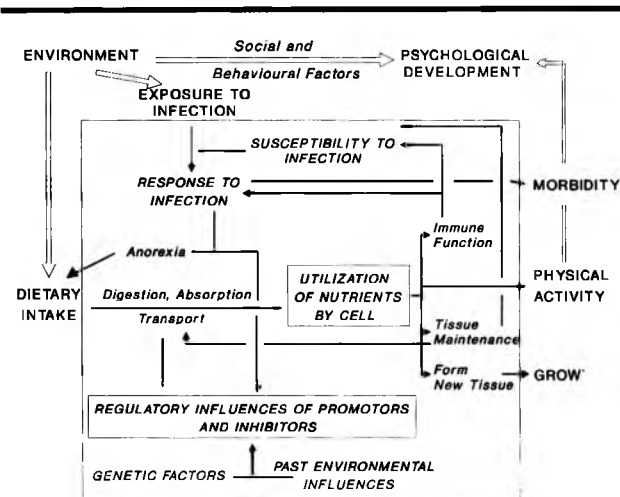 ENVIRONMENT
Social and
Behavioural Factors
PSYCHOLOGICAL
DEVELOPMENT
EXPOSURE TO
INFECTION
SUSCEPTIBILITY TO
INFECTION
RESPONSE TO
INFECTION
MORBIDITY
Immune
Function
Anorexia
UTILIZATION
OF NUTRIENTS
BY CELL
PHYSICAL
ACTIVITY
DIETARY
INTAKE
Digestion, Absorption
Transport
Tissue
Maintenance
Form
New Tissue
GROW
REGULATORY INFLUENCES OF PROMOTORS
AND INHIBITORS
GENETIC FACTORS
PAST ENVIRONMENTAL
INFLUENCES